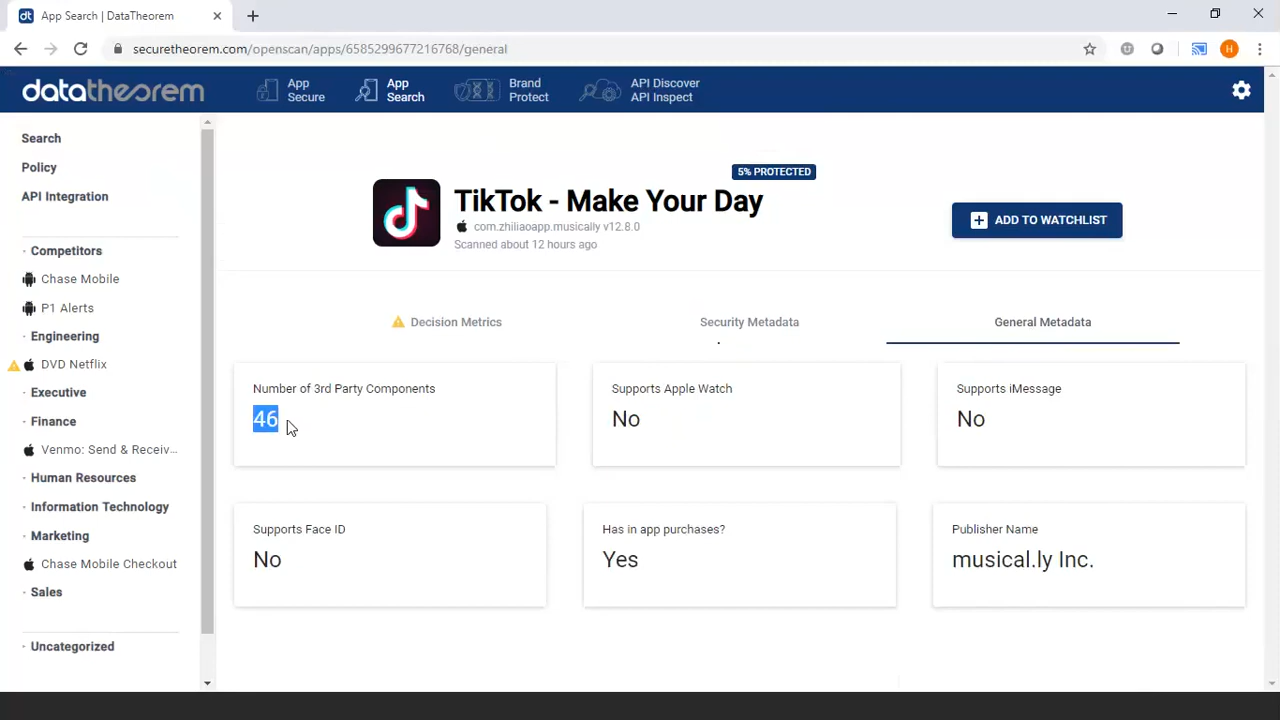 App Search | DataTheorem
securetheorem.com/openscan/apps/6585299677216768/general
H
datatheorem
App Secure
App Search
Brand Protect
API Discover
API Inspect
Search
Policy
API Integration
Competitors
Chase Mobile
P1 Alerts
Engineering
DVD Netflix
Executive
Finance
Venmo: Send & Receiv...
Human Resources
Information Technology
Marketing
Chase Mobile Checkout
Sales
Uncategorized
5% PROTECTED
TikTok - Make Your Day
com.zhiliaoapp.musically v12.8.0
Scanned about 12 hours ago
ADD TO WATCHLIST
Decision Metrics
Security Metadata
General Metadata
Number of 3rd Party Components
46
Supports Apple Watch
No
Supports iMessage
No
Supports Face ID
No
Has in app purchases?
Yes
Publisher Name
musical.ly Inc.